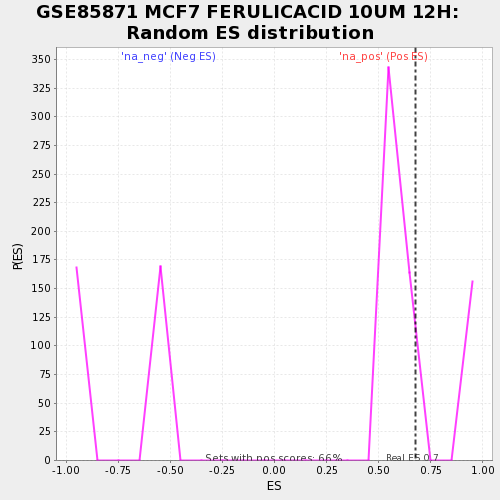 GSE85871 MCF7 FERULICACID 10UM 12H:
Random ES distribution
'na_neg' (Neg ES)
'na_pos' (Pos ES)
350
325
300
275
250
225
200
175
150
125
100
75
50
25
0
P(ES)
Sets with pos scores: 66%
Real ES 0.7
-1.00 -0.75 -0.50 -0.25 0.00 0.25 0.50 0.75 1.00
ES